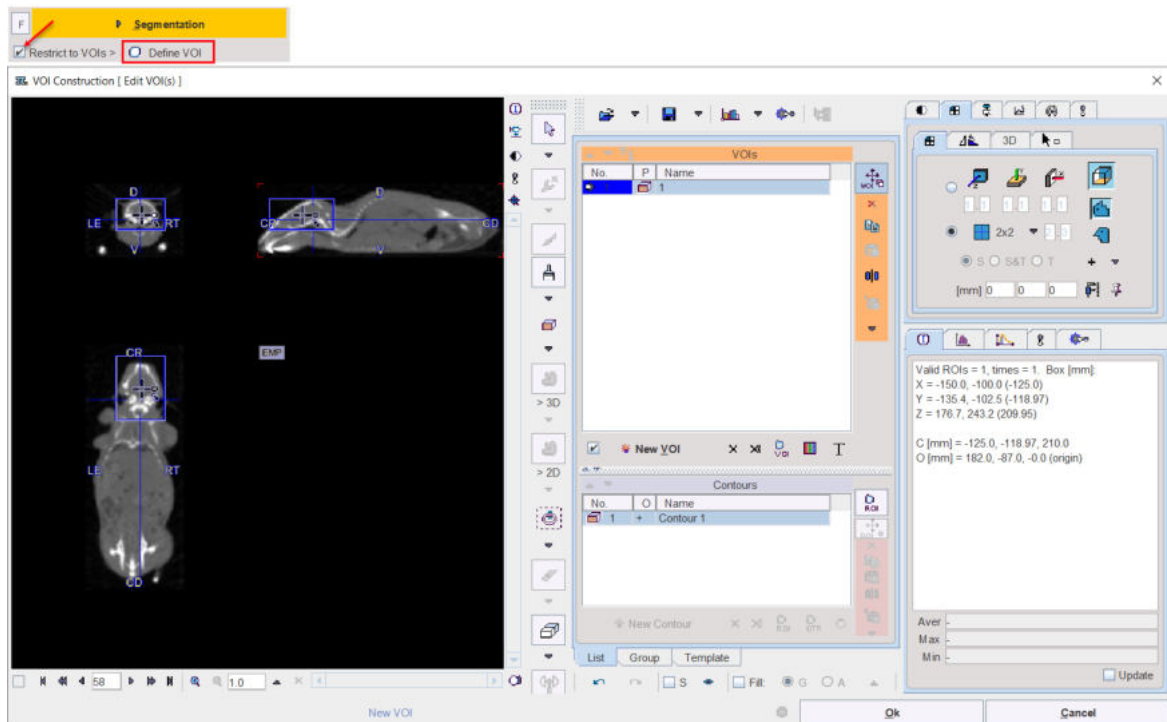 F
Segmentation
Restrict to VOIs > Define VOI
VOI Construction [ Edit VOI(s) ]
VOIs
No. P Name
1
D
LE RT
V
D
CR CD
V
CR
LE RT
CD
EMP
> 3D
> 2D
New VOI
T
Contours
No. O Name
1 + Contour 1
ROI
New Contour
List Group Template
58
1.0
S Fill: G A
3D
2x2
S S&T T
[mm] 0 0 0
Valid ROIs = 1, times = 1. Box [mm]:
X = -150.0, -100.0 (-125.0)
Y = -135.4, -102.5 (-118.97)
Z = 176.7, 243.2 (209.95)
C [mm] = -125.0, -118.97, 210.0
O [mm] = 182.0, -87.0, -0.0 (origin)
Aver -
Max -
Min -
Update
New VOI
Ok
Cancel